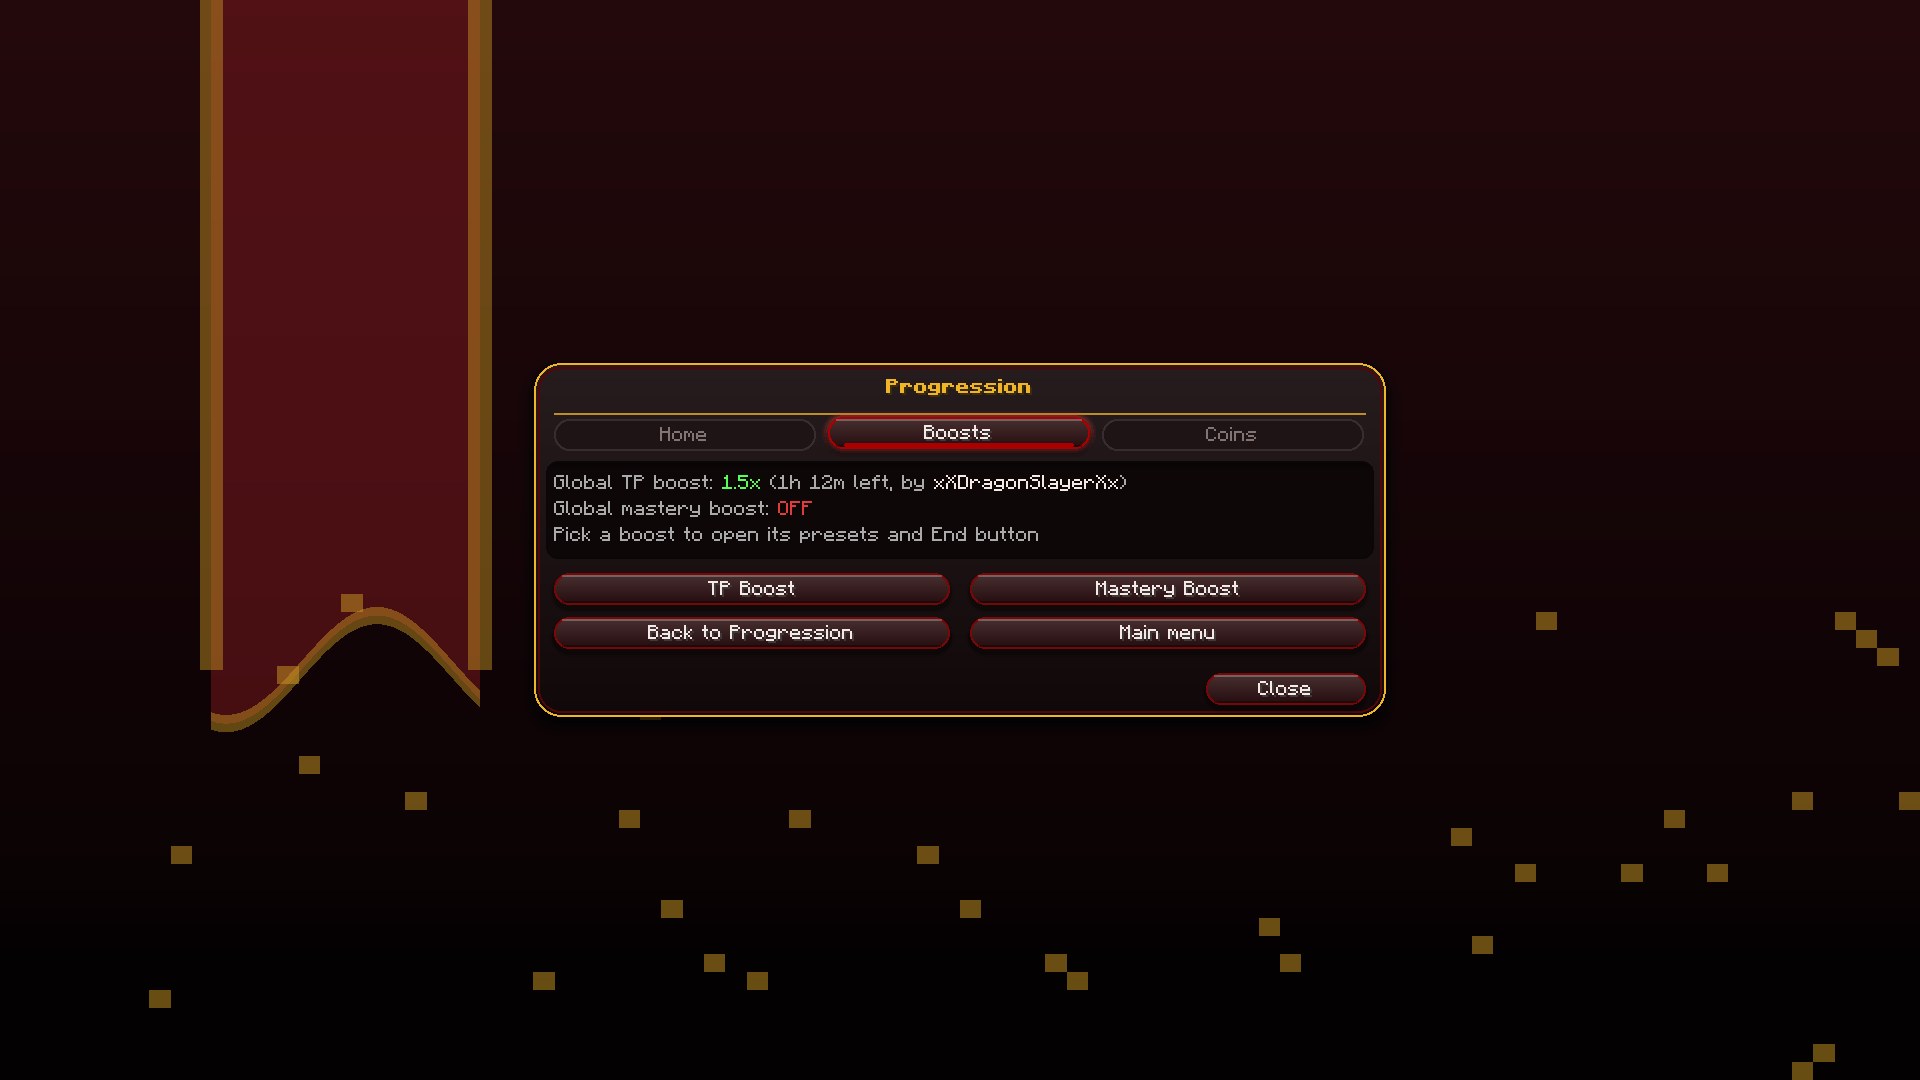 Progression
Home Boosts Coins
Global TP boost: 1.5x (1h 12m left, by xXDragonSlayerXx)
Global mastery boost: OFF
Pick a boost to open its presets and End button
TP Boost Mastery Boost
Back to Progression Main menu
Close